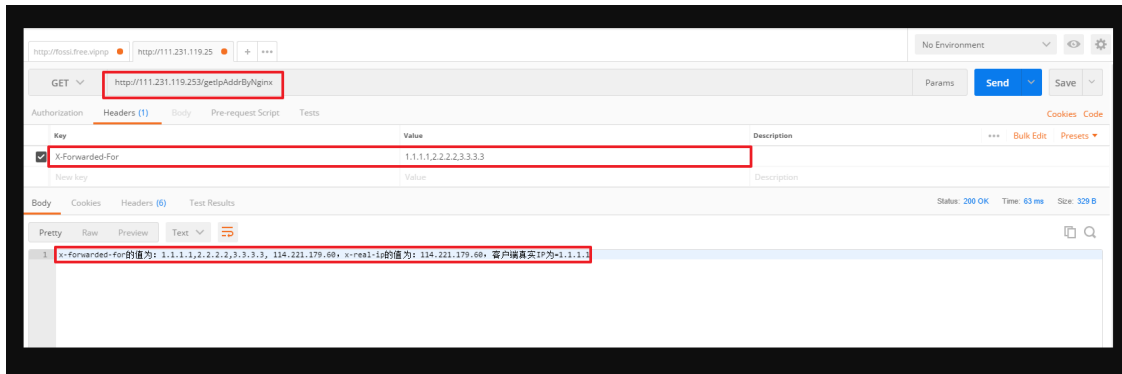 http://fossi.free.vipnp http://111.231.119.25 + ••• No Environment
GET http://111.231.119.253/getIpAddrByNginx Params Send Save
Authorization Headers (1) Body Pre-request Script Tests Cookies Code
Key Value Description ••• Bulk Edit Presets
X-Forwarded-For 1.1.1.1,2.2.2.2,3.3.3.3
New key Value Description
Body Cookies Headers (6) Test Results Status: 200 OK Time: 63 ms Size: 329 B
Pretty Raw Preview Text
1 x-forwarded-for的值为: 1.1.1.1,2.2.2.2,3.3.3.3, 114.221.179.60，x-real-ip的值为: 114.221.179.60，客户端真实IP为=1.1.1.1